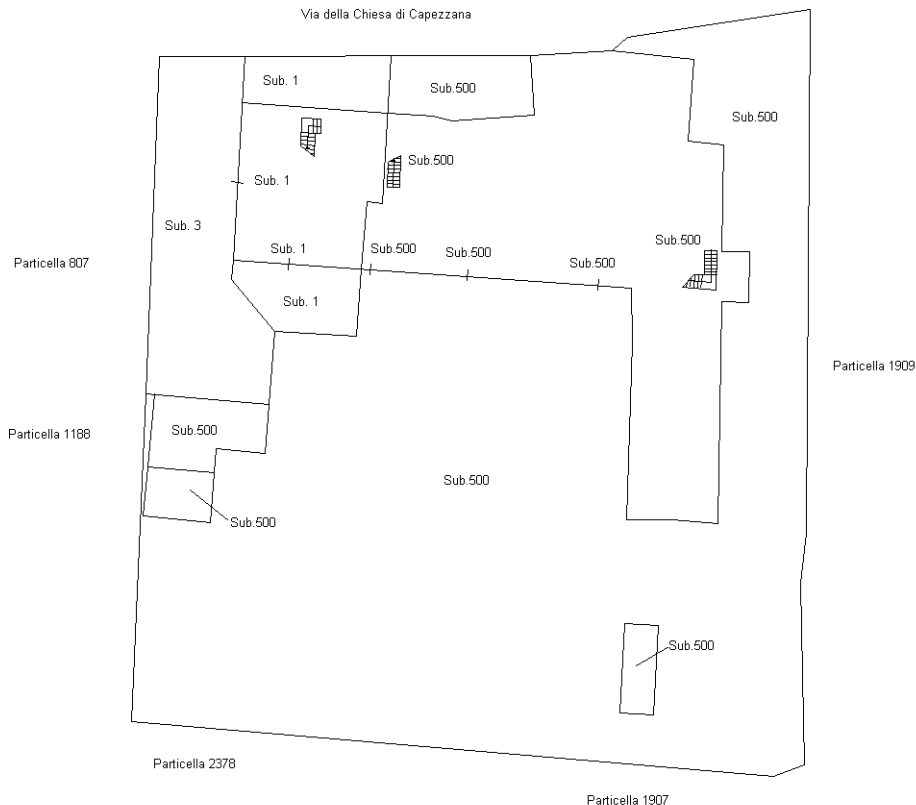 Via della Chiesa di Capezzana
Sub. 1
Sub.500
Sub.500
Sub.500
Sub. 1
Sub. 3
Sub.500
Sub. 1
Sub.500
Sub.500
Sub.500
Particella 807
Sub. 1
Particella 1909
Sub.500
Particella 1188
Sub.500
Sub.500
Sub.500
Particella 2378
Particella 1907